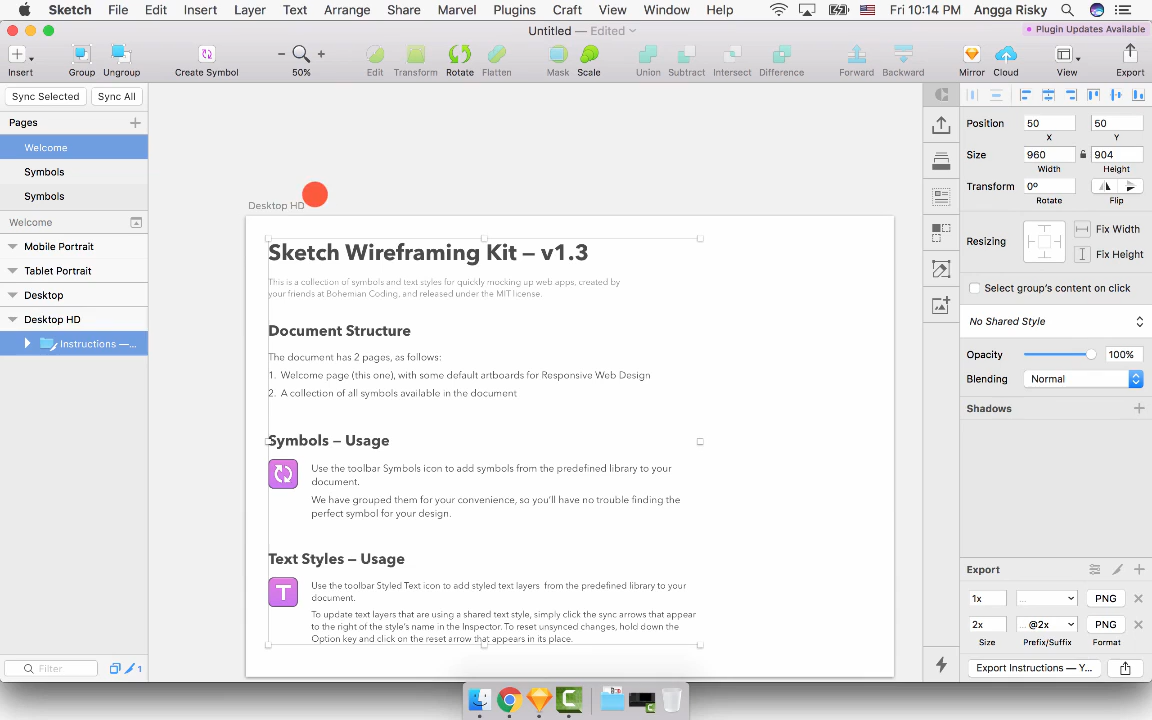 Sketch File Edit Insert Layer Text Arrange Share Marvel Plugins Craft View Window Help Fri 10:14 PM Angga Risky
Untitled — Edited
Plugin Updates Available
Insert Group Ungroup Create Symbol 50% Edit Transform Rotate Flatten Mask Scale Union Subtract Intersect Difference Forward Backward Mirror Cloud View Export
Sync Selected Sync All
Pages
Welcome
Symbols
Symbols
Welcome
Mobile Portrait
Tablet Portrait
Desktop
Desktop HD
Instructions —...
Filter
1
Desktop HD
Sketch Wireframing Kit – v1.3
This is a collection of symbols and text styles for quickly mocking up web apps, created by
your friends at Bohemian Coding, and released under the MIT license.
Document Structure
The document has 2 pages, as follows:
1. Welcome page (this one), with some default artboards for Responsive Web Design
2. A collection of all symbols available in the document
Symbols – Usage
Use the toolbar Symbols icon to add symbols from the predefined library to your
document.
We have grouped them for your convenience, so you'll have no trouble finding the
perfect symbol for your design.
Text Styles – Usage
T
Use the toolbar Styled Text icon to add styled text layers from the predefined library to your
document.
To update text layers that are using a shared text style, simply click the sync arrows that appear
to the right of the style's name in the Inspector. To reset unsynced changes, hold down the
Option key and click on the reset arrow that appears in its place.
Position 50 50
X Y
Size 960 904
Width Height
Transform 0º
Rotate Flip
Resizing Fix Width
Fix Height
Select group's content on click
No Shared Style
Opacity 100%
Blending Normal
Shadows
Export
1x ... PNG
2x ... @2x PNG
Size Prefix/Suffix Format
Export Instructions — Y...